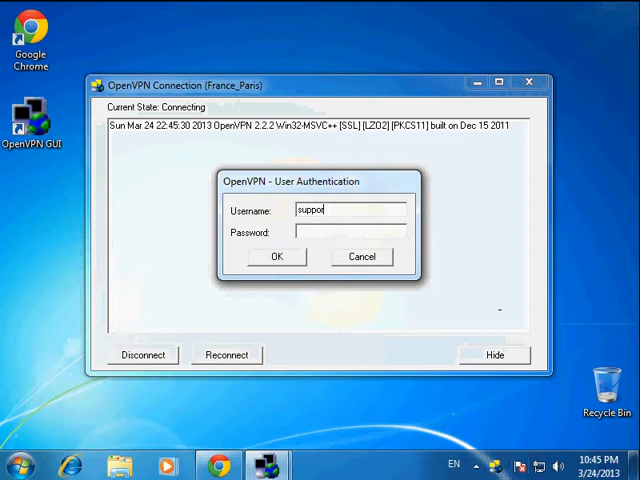 Google
Chrome
OpenVPN GUI
OpenVPN Connection (France_Paris)
Current State: Connecting
Sun Mar 24 22:45:30 2013 OpenVPN 2.2.2 Win32-MSVC++ [SSL] [LZO2] [PKCS11] built on Dec 15 2011
OpenVPN - User Authentication
Username: suppor
Password:
OK Cancel
Disconnect Reconnect Hide
Recycle Bin
EN 10:45 PM
3/24/2013